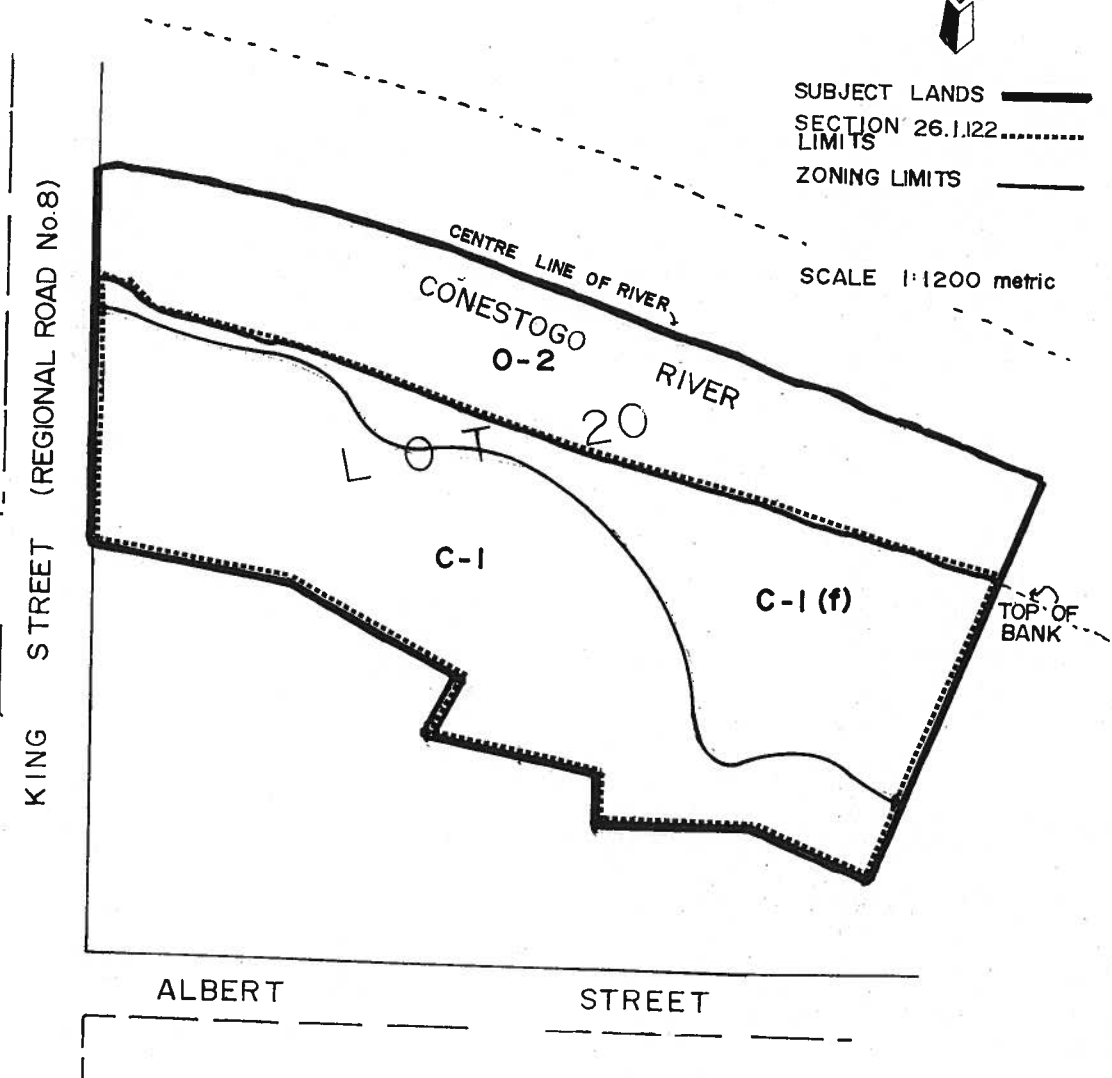 SUBJECT LANDS
SECTION 26.1.122
LIMITS
ZONING LIMITS
SCALE 1:1200 metric
CENTRE LINE OF RIVER
CONESTOGO
RIVER
O-2
LOT 20
C-1
C-1 (f)
TOP OF
BANK
KING STREET (REGIONAL ROAD No.8)
ALBERT STREET